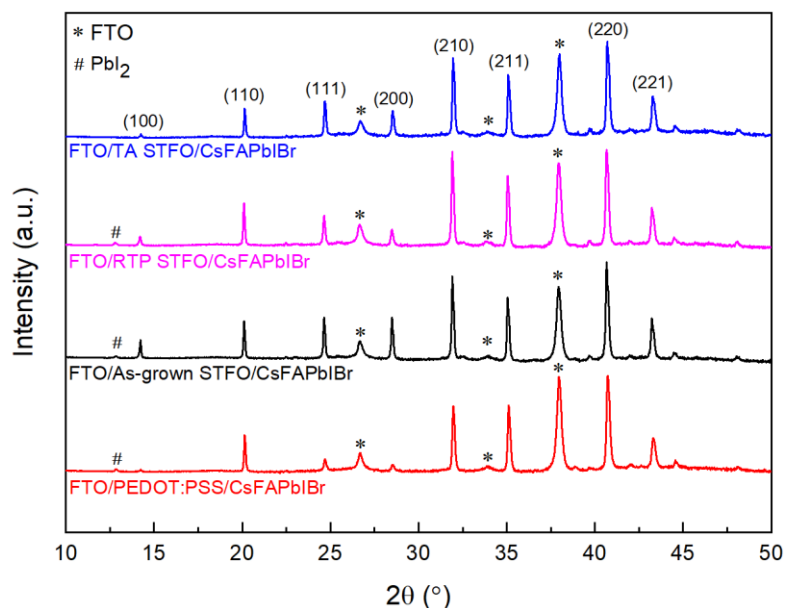 * FTO
# PbI2
(100)
(110)
(111)
*
(200)
(210)
*
(211)
*
(220)
(221)
FTO/TA STFO/CsFAPbIBr
#
*
*
*
FTO/RTP STFO/CsFAPbIBr
#
*
*
*
FTO/As-grown STFO/CsFAPbIBr
#
*
*
*
FTO/PEDOT:PSS/CsFAPbIBr
Intensity (a.u.)
10 15 20 25 30 35 40 45 50
2θ (°)